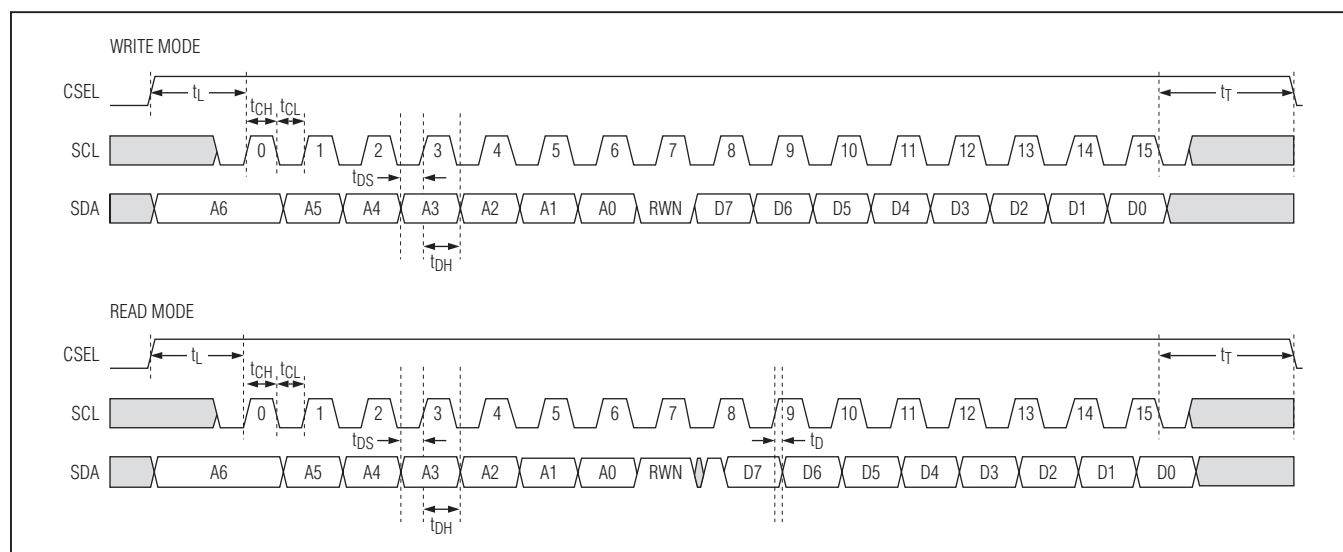 WRITE MODE
CSEL tL tT
tCH tCL
SCL 0 1 2 3 4 5 6 7 8 9 10 11 12 13 14 15
tDS
SDA A6 A5 A4 A3 A2 A1 A0 RWN D7 D6 D5 D4 D3 D2 D1 D0
tDH
READ MODE
CSEL tL tT
tCH tCL
SCL 0 1 2 3 4 5 6 7 8 9 10 11 12 13 14 15
tDS tD
SDA A6 A5 A4 A3 A2 A1 A0 RWN D7 D6 D5 D4 D3 D2 D1 D0
tDH